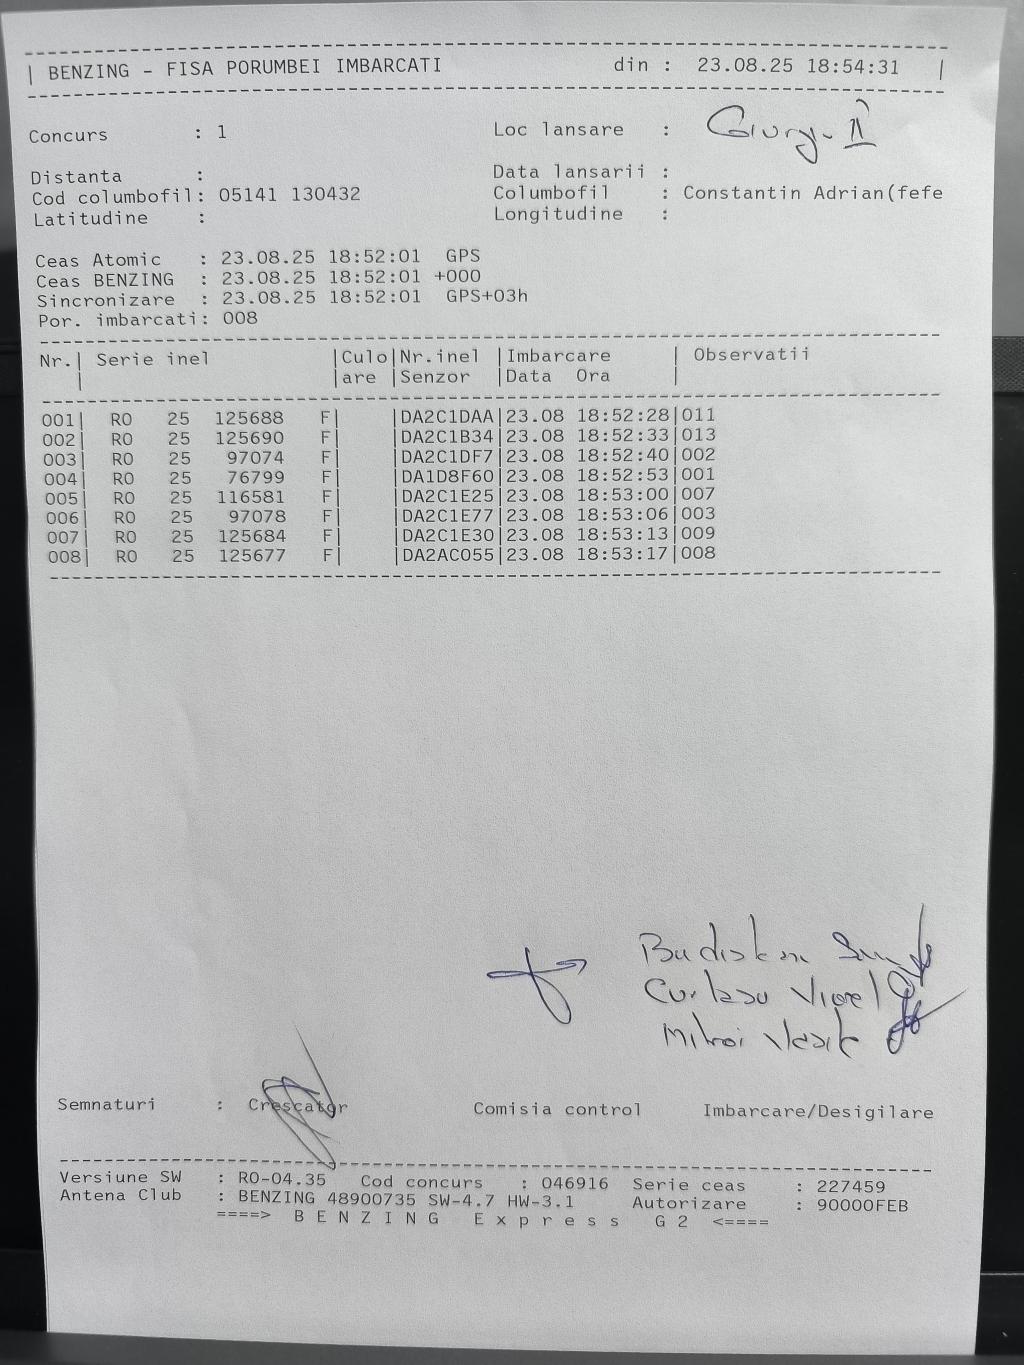 BENZING - FISA PORUMBEI IMBARCATI din : 23.08.25 18:54:31
Concurs : 1 Loc lansare : Giurgiu II
Distanta : Data lansarii :
Cod columbofil: 05141 130432 Columbofil : Constantin Adrian(fefe
Latitudine : Longitudine :
Ceas Atomic : 23.08.25 18:52:01 GPS
Ceas BENZING : 23.08.25 18:52:01 +000
Sincronizare : 23.08.25 18:52:01 GPS+03h
Por. imbarcati: 008
Nr.| Serie inel |Culo|Nr.inel |Imbarcare | Observatii
| |are |Senzor |Data Ora |
001| RO 25 125688 F| |DA2C1DAA|23.08 18:52:28|011
002| RO 25 125690 F| |DA2C1B34|23.08 18:52:33|013
003| RO 25 97074 F| |DA2C1DF7|23.08 18:52:40|002
004| RO 25 76799 F| |DA1D8F60|23.08 18:52:53|001
005| RO 25 116581 F| |DA2C1E25|23.08 18:53:00|007
006| RO 25 97078 F| |DA2C1E77|23.08 18:53:06|003
007| RO 25 125684 F| |DA2C1E30|23.08 18:53:13|009
008| RO 25 125677 F| |DA2AC055|23.08 18:53:17|008
Viorel
Mitroi Vasile
Semnaturi : Crescator Comisia control Imbarcare/Desigilare
Versiune SW : RO-04.35 Cod concurs : 046916 Serie ceas : 227459
Antena Club : BENZING 48900735 SW-4.7 HW-3.1 Autorizare : 90000FEB
====> B E N Z I N G E x p r e s s G 2 <====